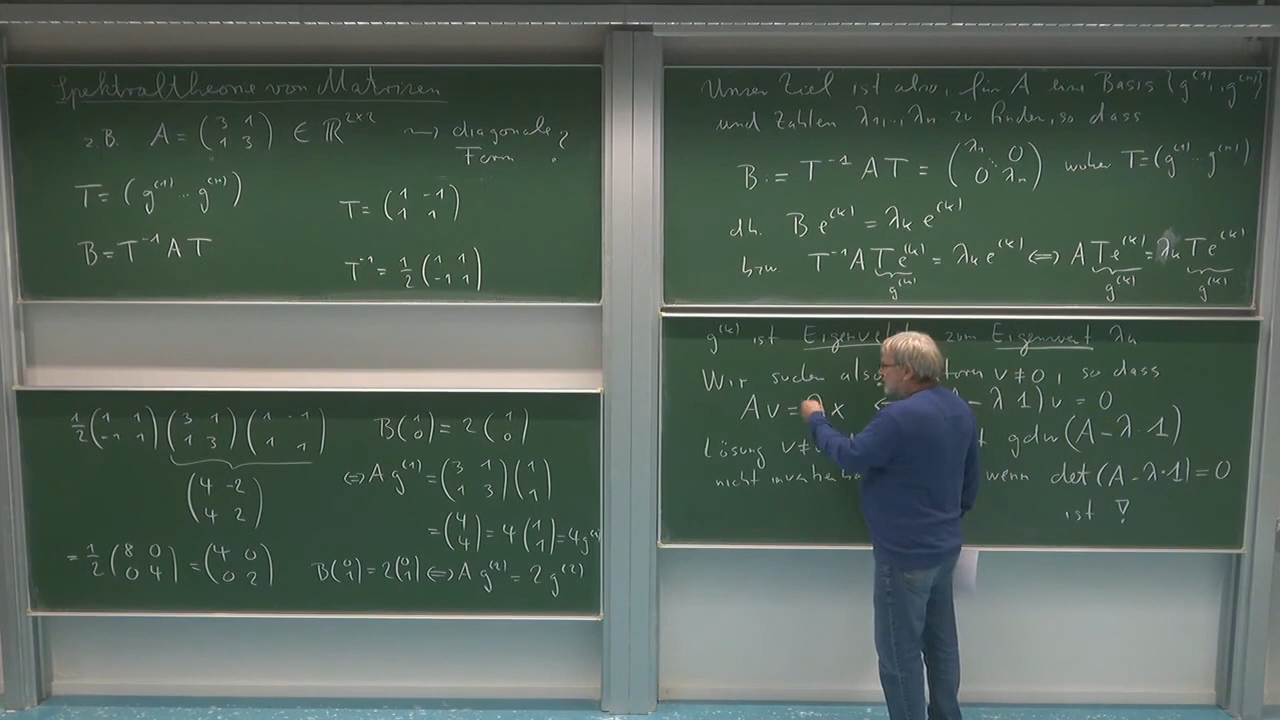 Spektraltheorie von Matrizen
z.B. A = (3 1; 1 3) ∈ ℝ^{2×2} ⇝ diagonale Form?
T = (g^{(1)} ... g^{(n)})
T = (1 -1; 1 1)
B = T^{-1} A T
T^{-1} = 1/2 (1 1; -1 1)
1/2 (1 1; -1 1) (3 1; 1 3) (1 -1; 1 1)
(4 -2; 4 2)
= 1/2 (8 0; 0 4) = (4 0; 0 2)
B (1; 0) = 2 (1; 0)
⇔ A g^{(1)} = (3 1; 1 3) (1; 1)
= (4; 4) = 4 (1; 1) = 4 g^{(1)}
B (0; 1) = 2 (0; 1) ⇔ A g^{(2)} = 2 g^{(2)}
Unser Ziel ist also, für A eine Basis {g^{(1)}, .., g^{(n)}}
und Zahlen λ_1, .., λ_n zu finden, so dass
B := T^{-1} A T = (λ_1 0; 0 λ_n) wobei T = (g^{(1)} ... g^{(n)})
dh. B e^{(k)} = λ_k e^{(k)}
bzw. T^{-1} A T e^{(k)} = λ_k e^{(k)} ⇔ A T e^{(k)} = λ_k T e^{(k)}
g^{(k)} g^{(k)} g^{(k)}
g^{(k)} ist zum Eigenwert λ_k
Wir suchen also v ≠ 0, so dass
A v = λ) v = 0
Lösung v ≠ gdw (A - λ·1)
nicht wenn det (A - λ·1) = 0
ist !